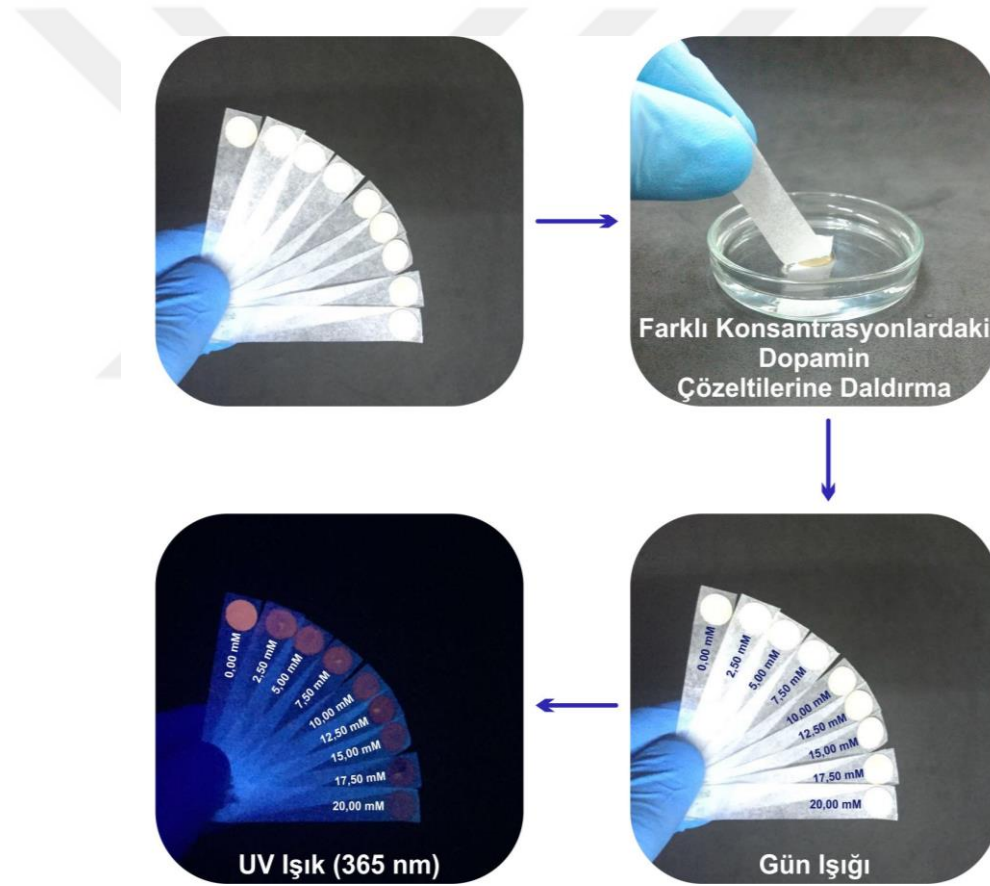 Farklı Konsantrasyonlardaki
Dopamin
Çözeltilerine Daldırma
0,00 mM
2,50 mM
5,00 mM
7,50 mM
10,00 mM
12,50 mM
15,00 mM
17,50 mM
20,00 mM
UV Işık (365 nm)
0,00 mM
2,50 mM
5,00 mM
7,50 mM
10,00 mM
12,50 mM
15,00 mM
17,50 mM
20,00 mM
Gün Işığı